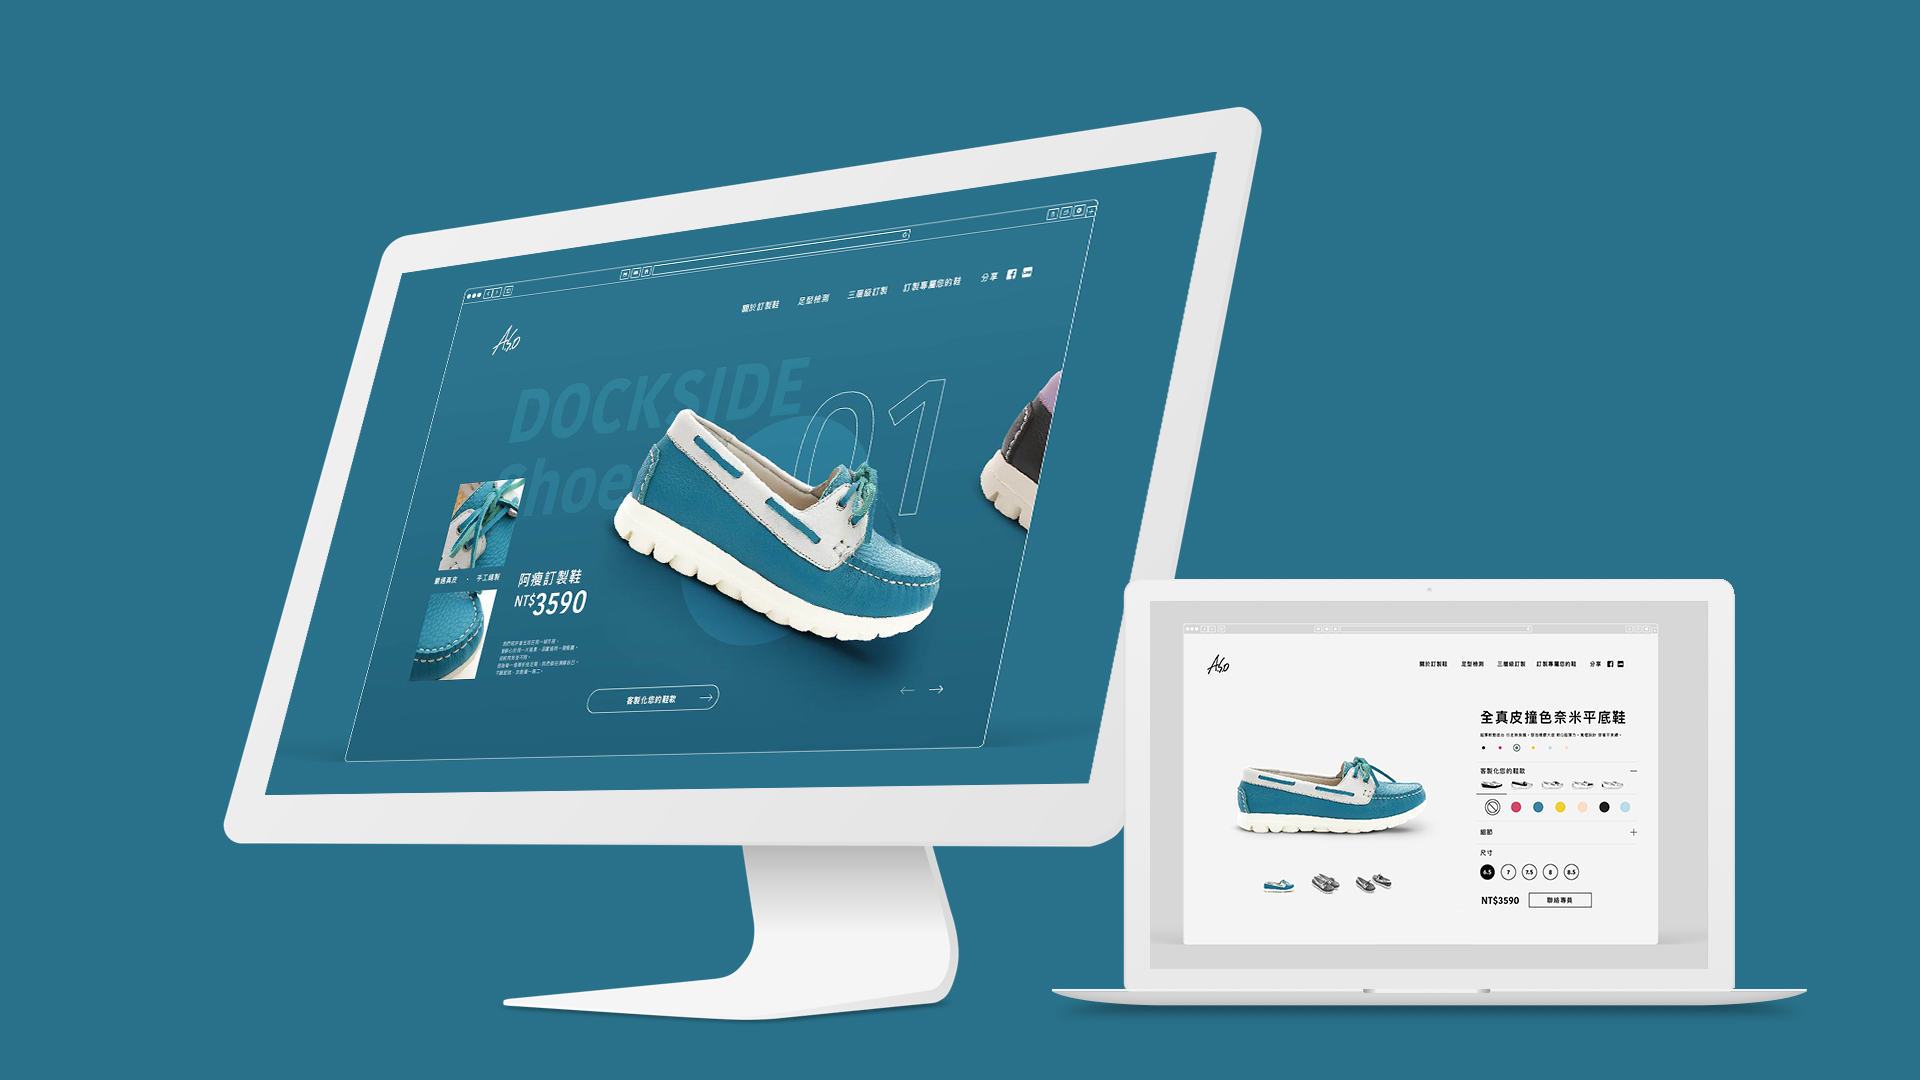 關於訂製鞋 足型檢測 三層級訂製 訂製專屬您的鞋 分享
A.S.O
DOCKSIDE
Shoe
01
嚴選真皮 · 手工縫製
阿瘦訂製鞋
NT$3590
客製化您的鞋款
A.S.O
關於訂製鞋 足型檢測 三層級訂製 訂製專屬您的鞋 分享
全真皮撞色奈米平底鞋
客製化您的鞋款
細節
尺寸
6.5 7 7.5 8 8.5
NT$3590 聯絡專員